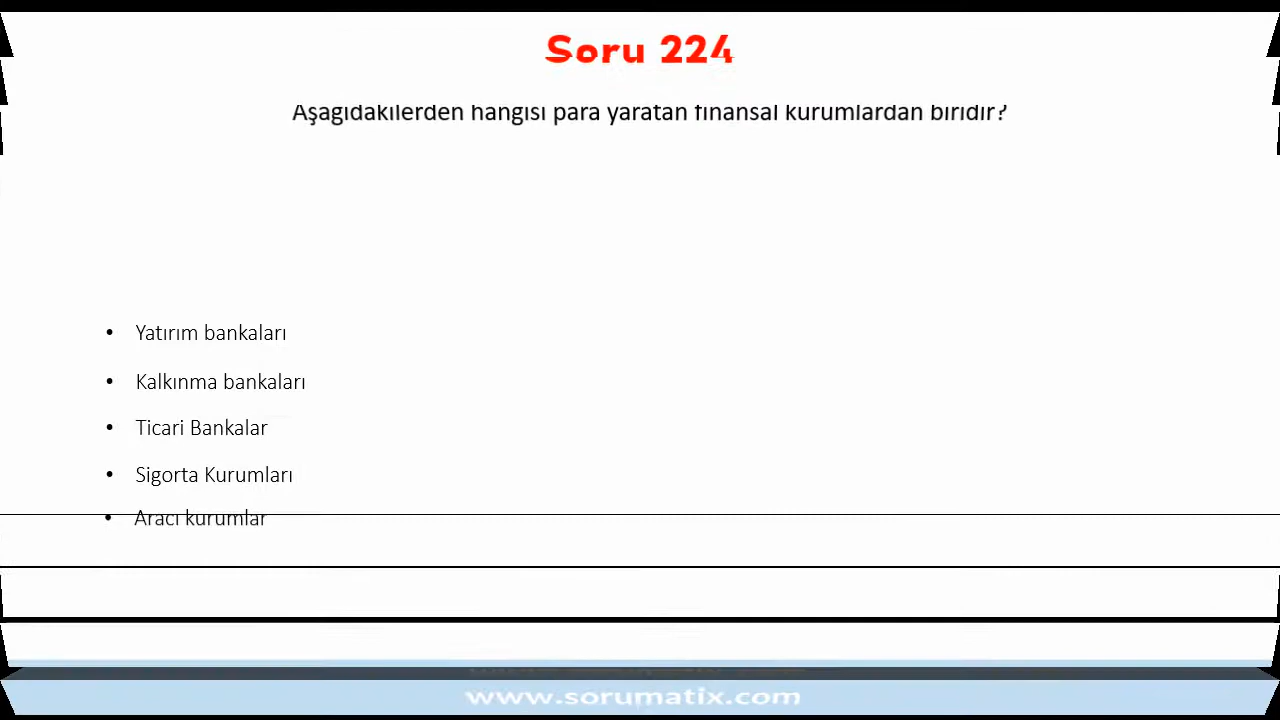 Soru 224
Aşağıdakilerden hangisi para yaratan finansal kurumlardan biridir?
• Yatırım bankaları
• Kalkınma bankaları
• Ticari Bankalar
• Sigorta Kurumları
• Aracı kurumlar
www.sorumatix.com